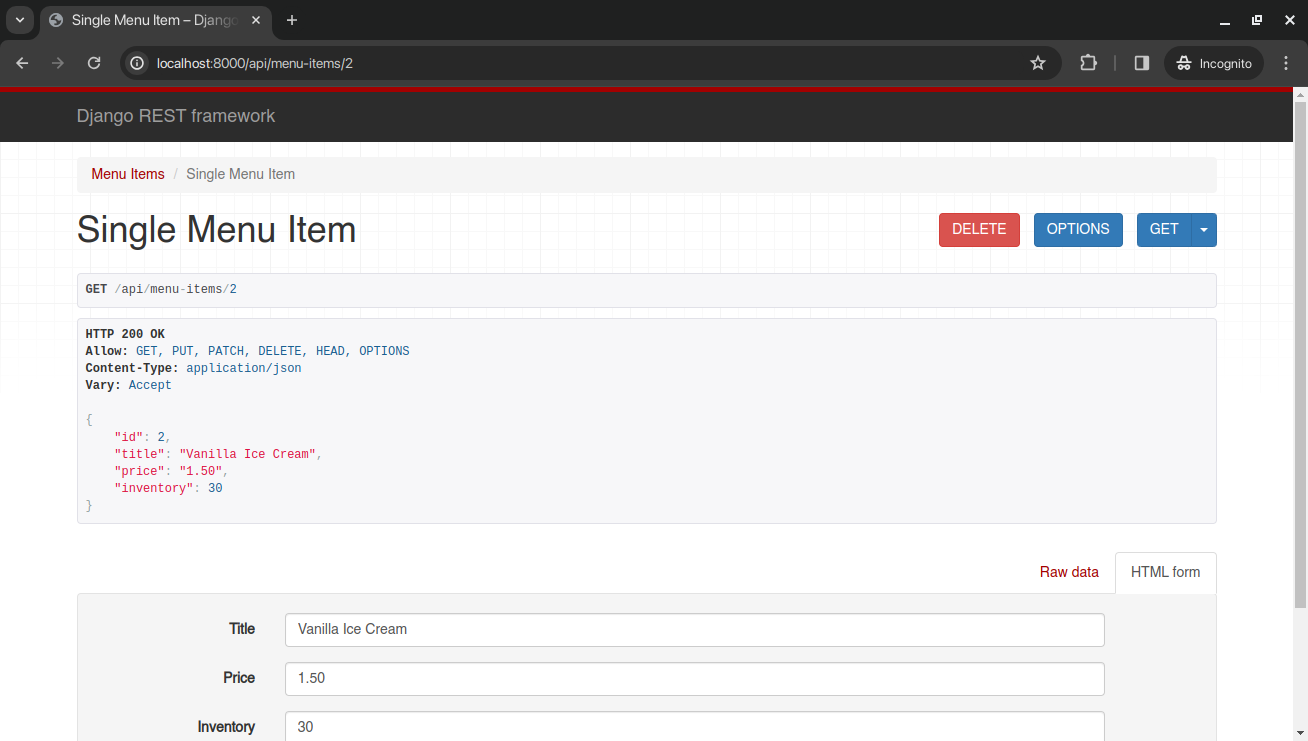 Single Menu Item – Django
localhost:8000/api/menu-items/2
Incognito
Django REST framework
Menu Items / Single Menu Item
Single Menu Item
DELETE
OPTIONS
GET
GET /api/menu-items/2
HTTP 200 OK
Allow: GET, PUT, PATCH, DELETE, HEAD, OPTIONS
Content-Type: application/json
Vary: Accept
{
    "id": 2,
    "title": "Vanilla Ice Cream",
    "price": "1.50",
    "inventory": 30
}
Raw data
HTML form
Title
Vanilla Ice Cream
Price
1.50
Inventory
30